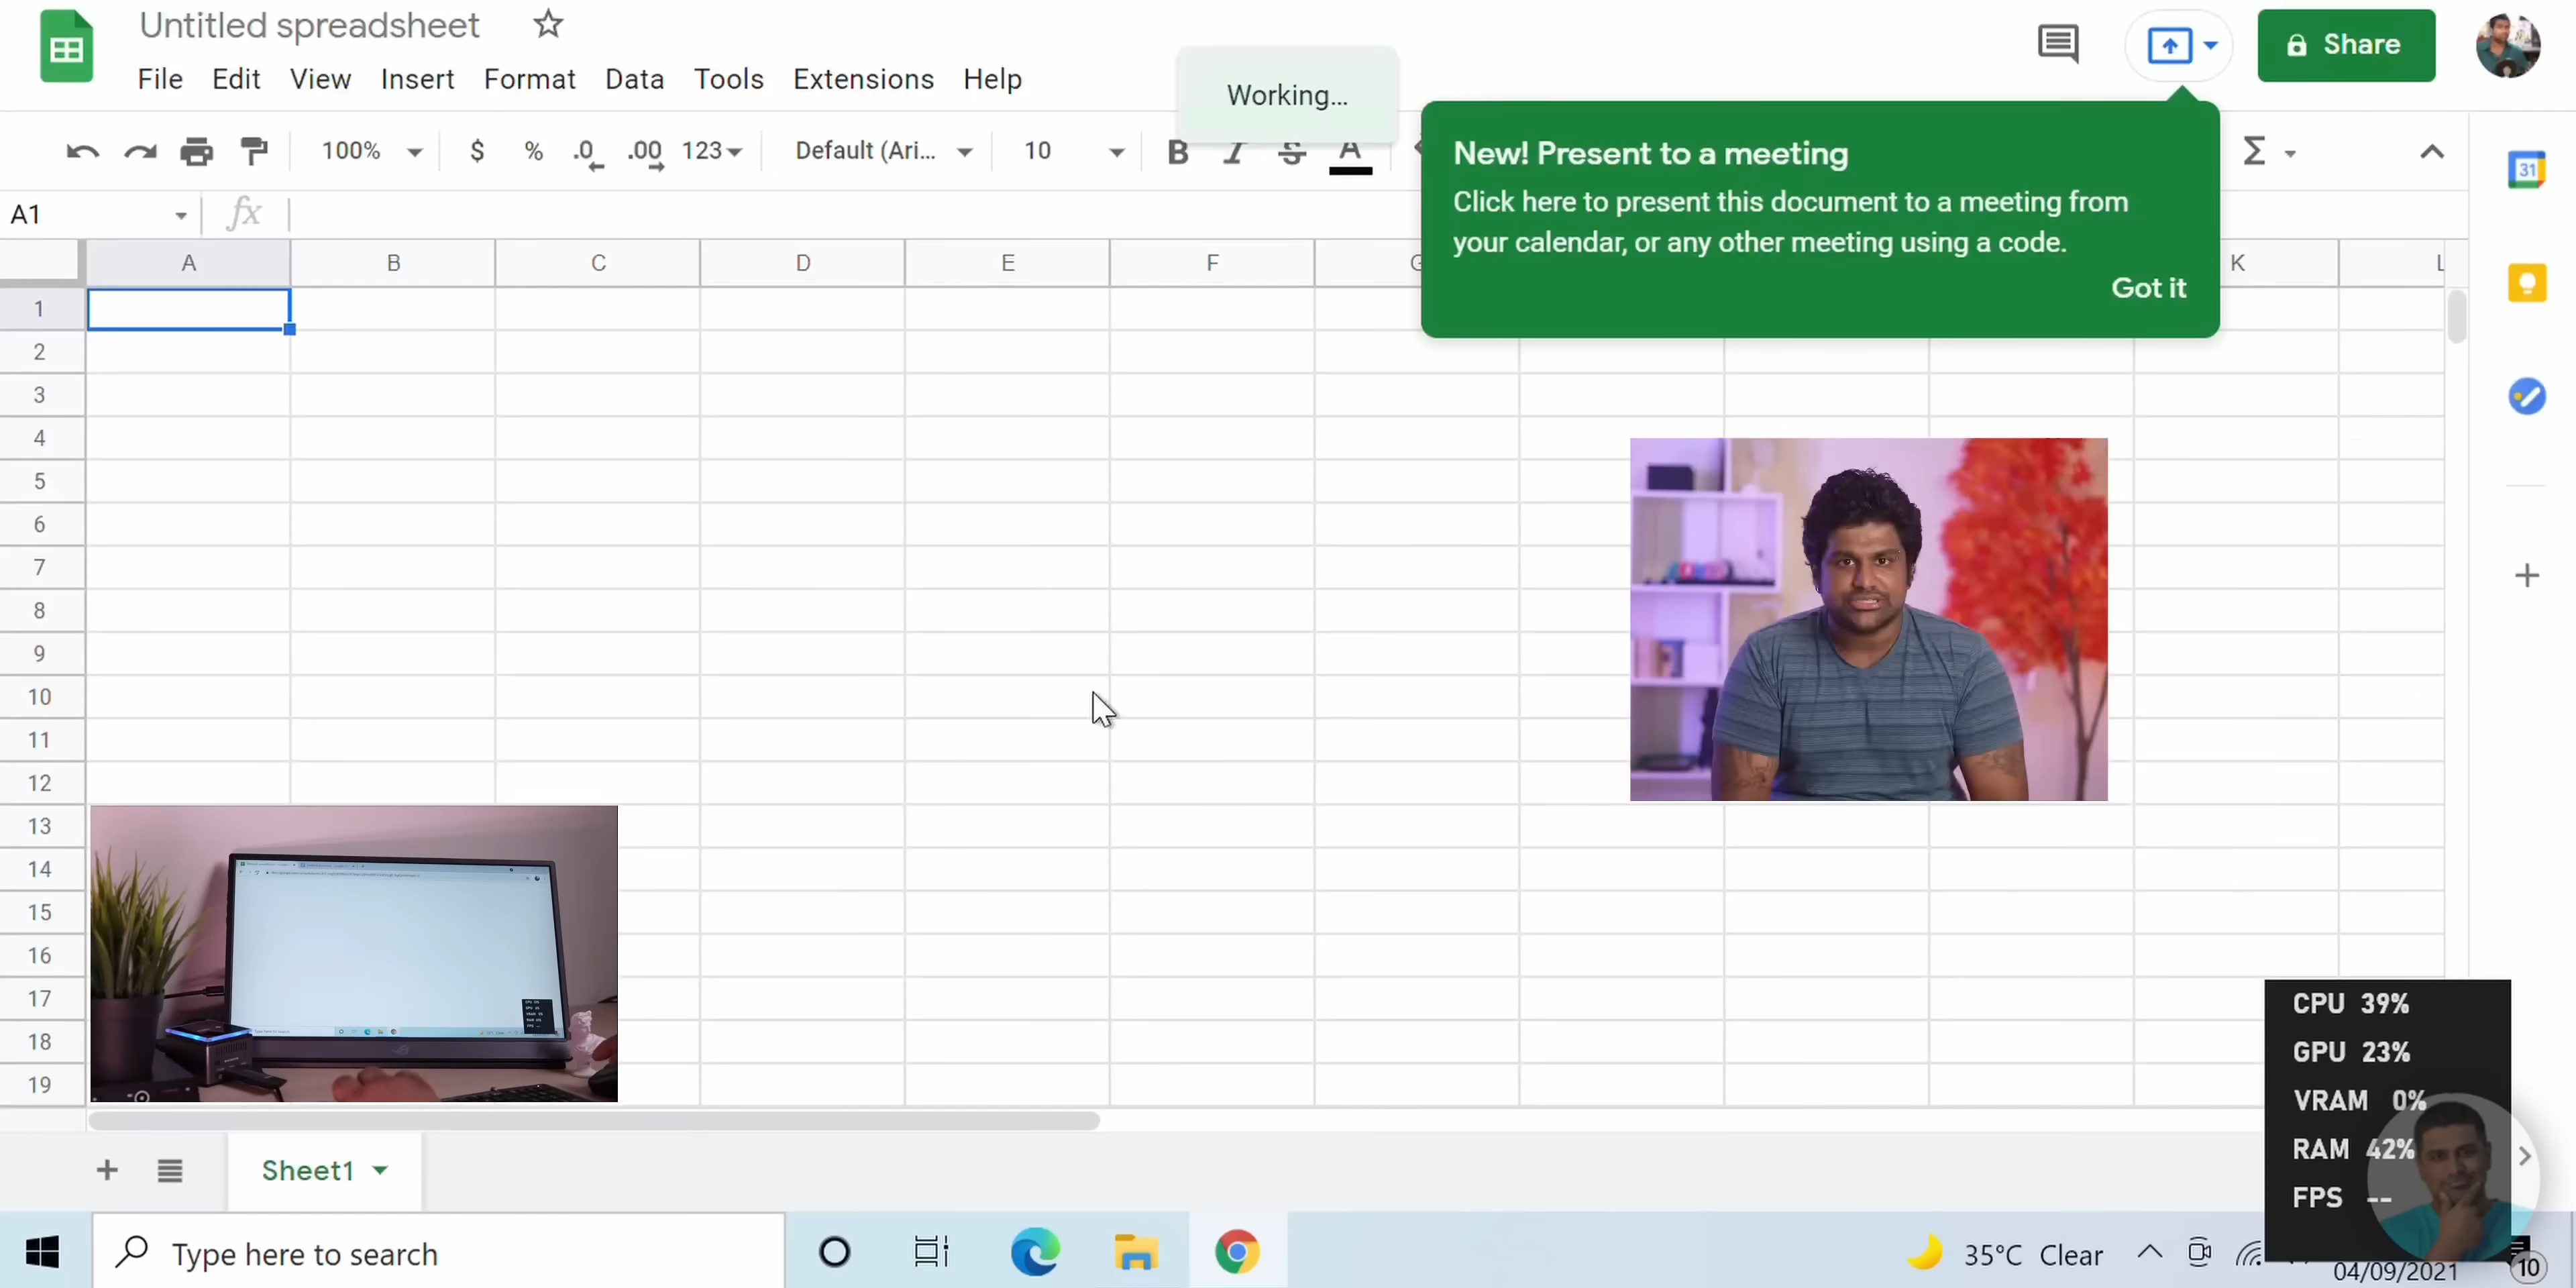 Untitled spreadsheet
File Edit View Insert Format Data Tools Extensions Help
Working...
Share
100% $ % .0 .00 123 Default (Ari... 10 B I S A Σ
New! Present to a meeting
Click here to present this document to a meeting from
your calendar, or any other meeting using a code.
Got it
31
A1 fx
A B C D E F K L
1
2
3
4
5
6
7
8
9
10
11
12
13
14
15
16
17
18
19
CPU 39%
GPU 23%
VRAM 0%
RAM 42%
FPS --
+ Sheet1
Type here to search
35°C Clear
04/09/2021
10